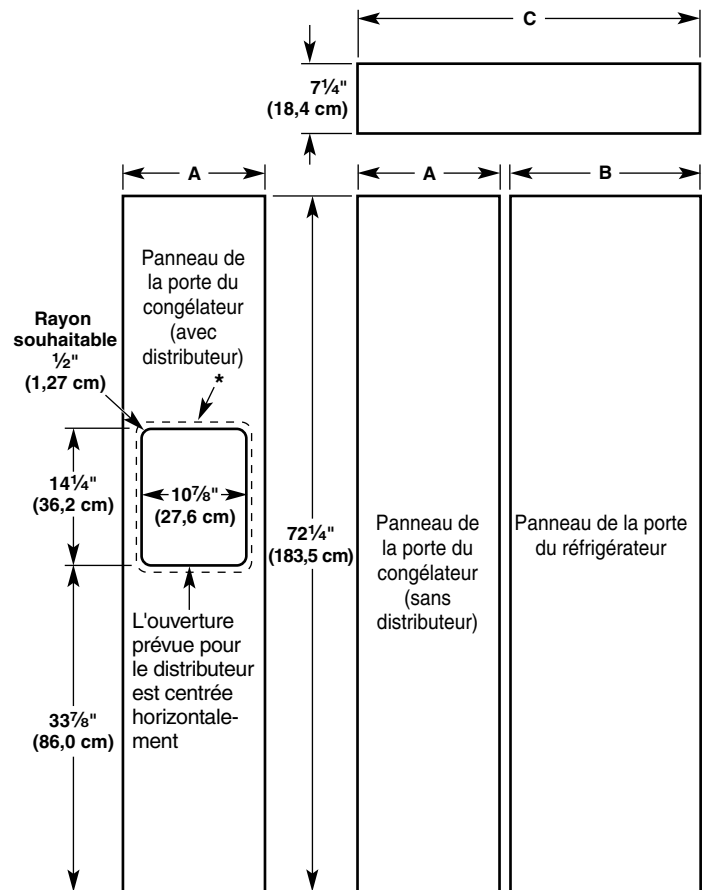 C
7¼"
(18,4 cm)
A
A
B
Panneau de
la porte du
congélateur
(avec
distributeur)
*
Rayon
souhaitable
½"
(1,27 cm)
14¼"
(36,2 cm)
10⅞"
(27,6 cm)
72¼"
(183,5 cm)
Panneau de
la porte du
congélateur
(sans
distributeur)
Panneau de la porte
du réfrigérateur
L'ouverture
prévue pour
le distributeur
est centrée
horizontale-
ment
33⅞"
(86,0 cm)